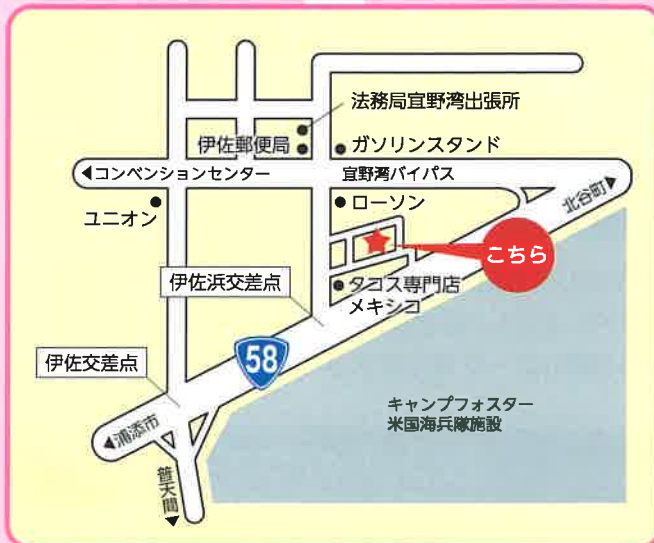 法務局宜野湾出張所
伊佐郵便局
ガソリンスタンド
◀コンベンションセンター
宜野湾バイパス
北谷町▶
ユニオン
ローソン
こちら
伊佐浜交差点
タコス専門店
メキシコ
58
伊佐交差点
キャンプフォスター
米国海兵隊施設
◀浦添市
普天間▼